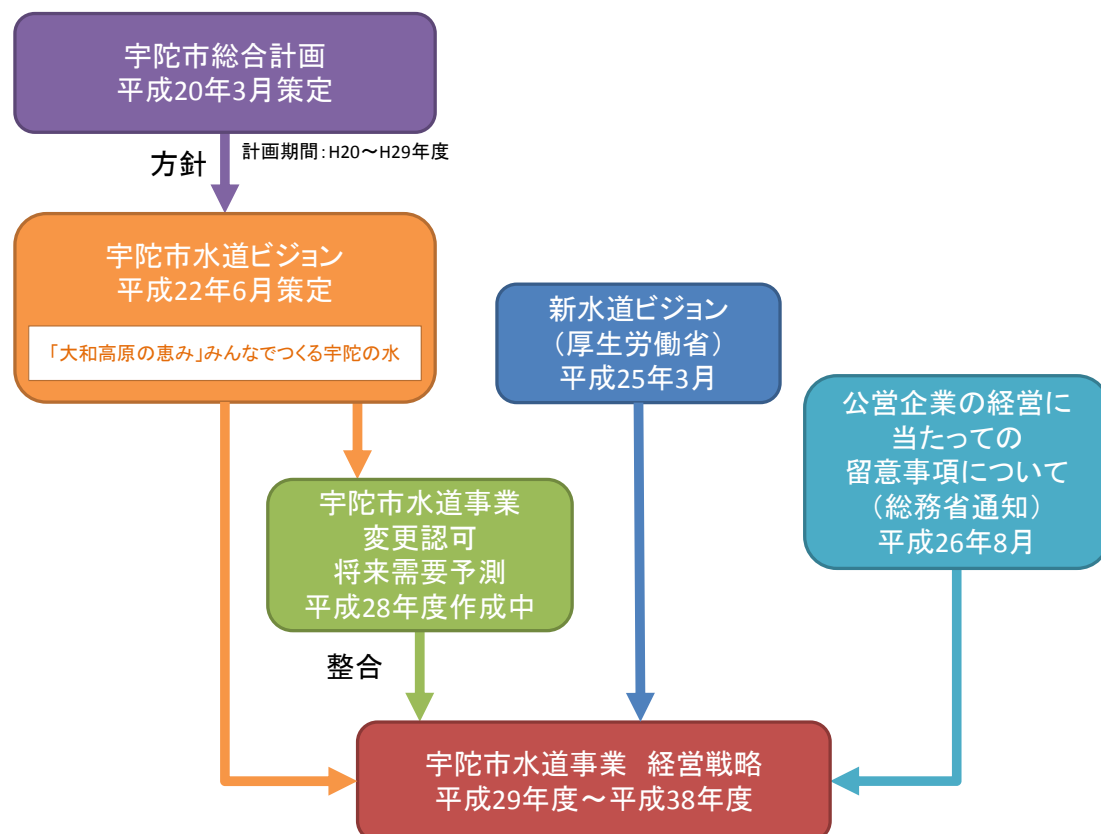 宇陀市総合計画
平成20年3月策定
方針
計画期間：H20～H29年度
宇陀市水道ビジョン
平成22年6月策定
「大和高原の恵み」みんなでつくる宇陀の水
新水道ビジョン
（厚生労働省）
平成25年3月
公営企業の経営に
当たっての
留意事項について
（総務省通知）
平成26年8月
宇陀市水道事業
変更認可
将来需要予測
平成28年度作成中
整合
宇陀市水道事業　経営戦略
平成29年度～平成38年度